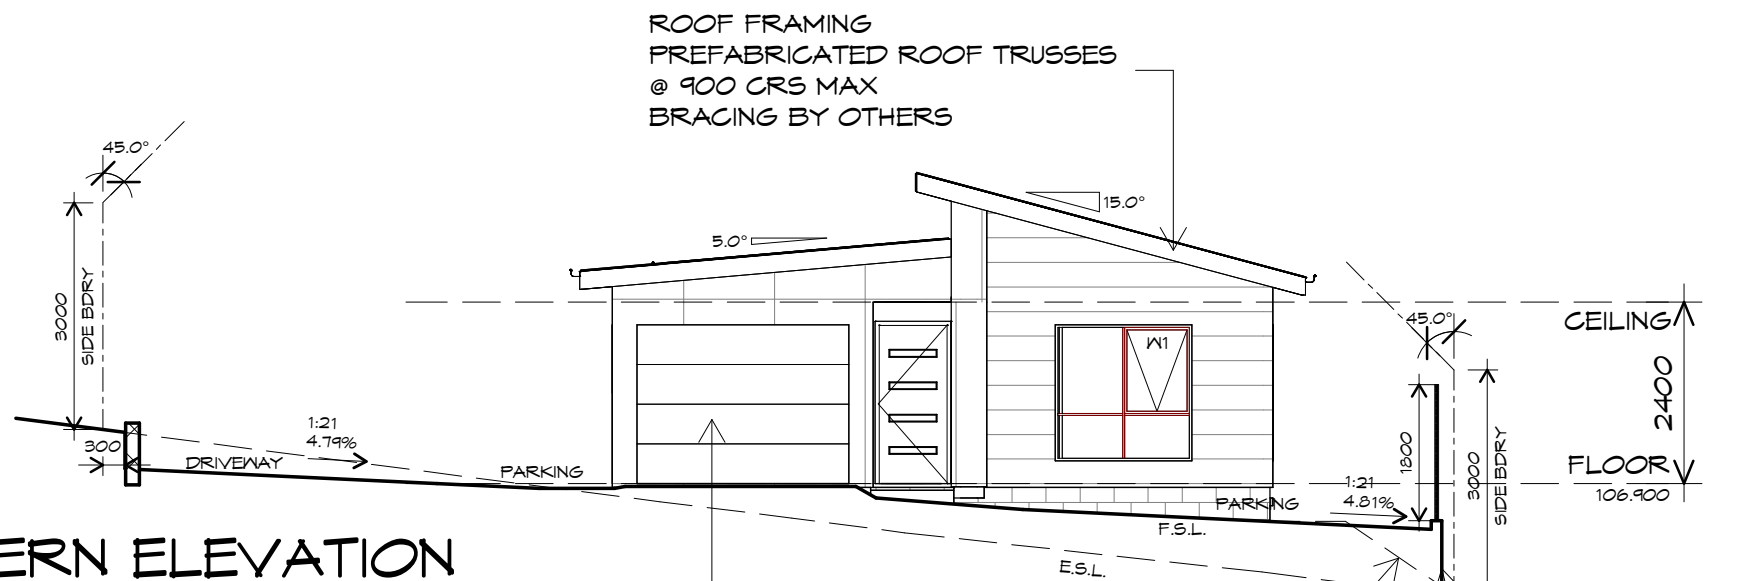 ROOF FRAMING
PREFABRICATED ROOF TRUSSES
@ 900 CRS MAX
BRACING BY OTHERS
45.0°
15.0°
5.0°
3000
SIDE BDRY
45.0°
CEILING
W1
2400
1:21
4.79%
300
DRIVEWAY
PARKING
1800
3000
SIDE BDRY
FLOOR
106.900
1:21
4.81%
PARKING
F.S.L.
E.S.L.
ERN ELEVATION